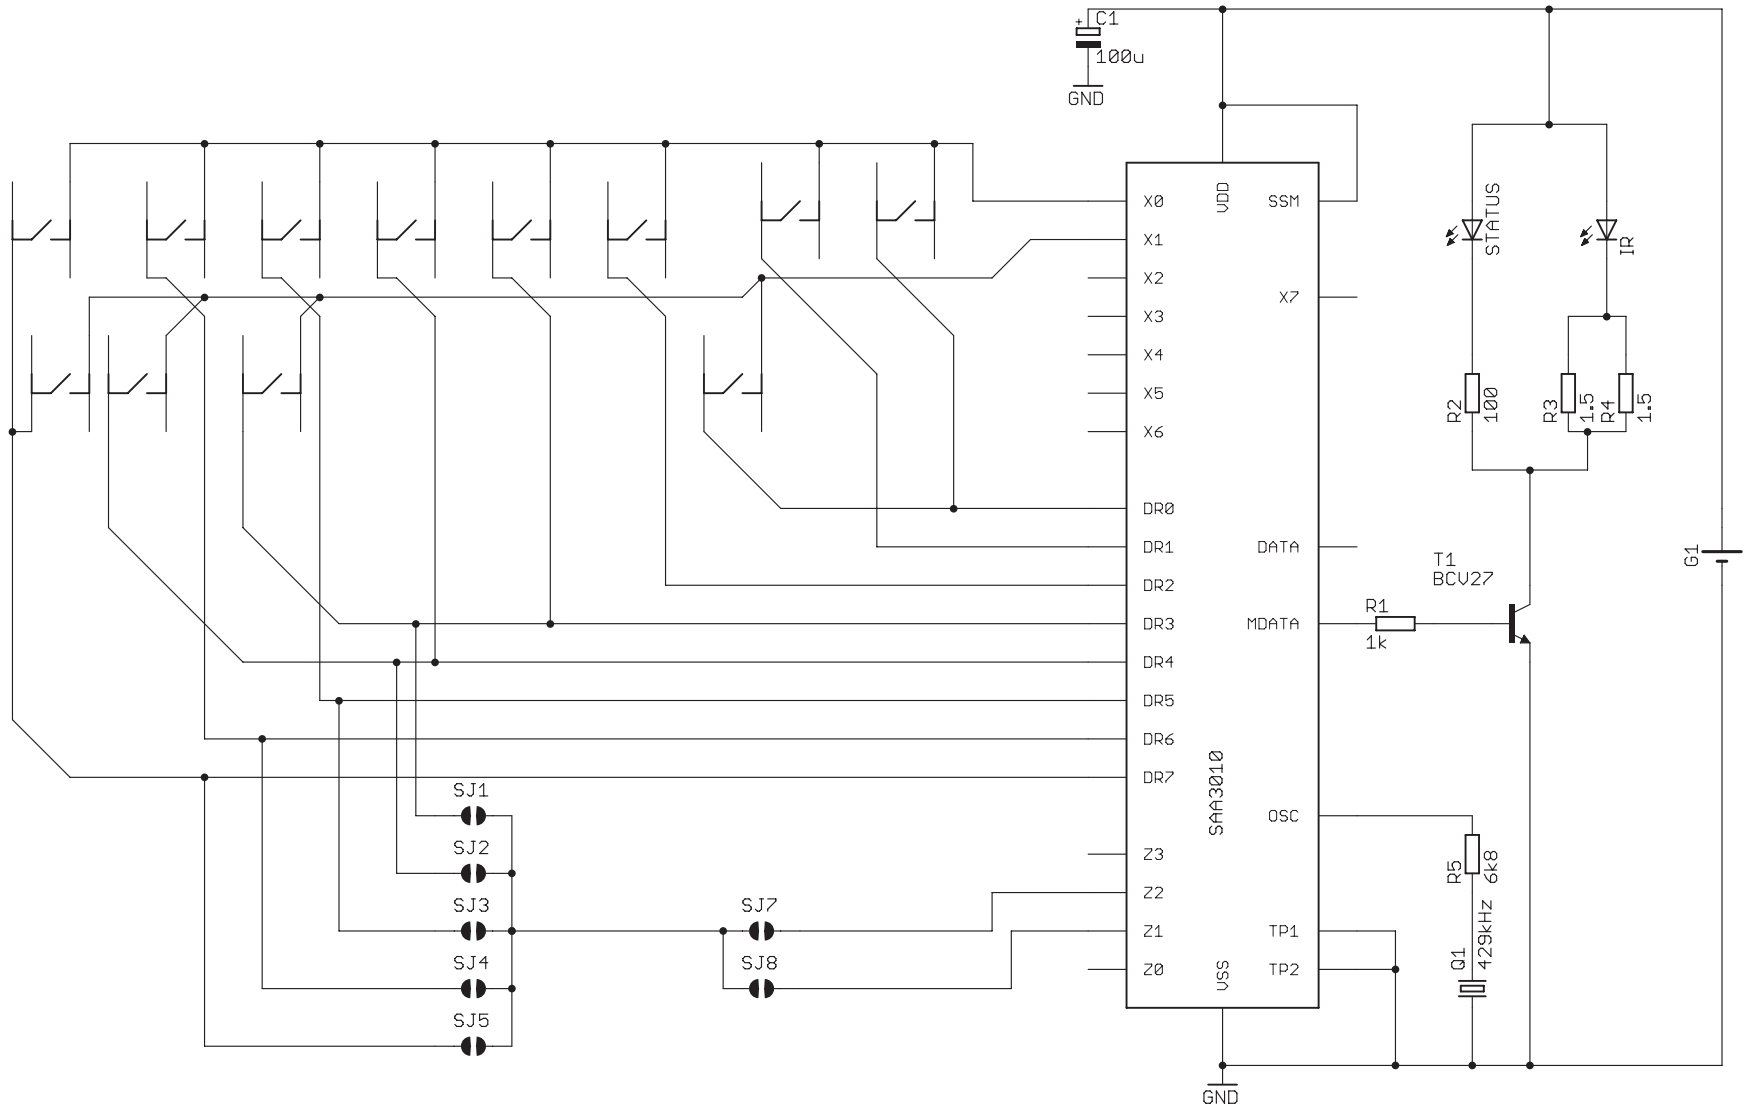 C1
100u
GND
X0
X1
X2
X3
X4
X5
X6
DR0
DR1
DR2
DR3
DR4
DR5
DR6
DR7
Z3
Z2
Z1
Z0
VDD
SAA3010
VSS
SSM
X7
DATA
MDATA
OSC
TP1
TP2
STATUS
IR
R2
100
R3
1.5
R4
1.5
T1
BCV27
R1
1k
G1
R5
6k8
Q1
429kHz
SJ1
SJ2
SJ3
SJ4
SJ5
SJ7
SJ8
GND